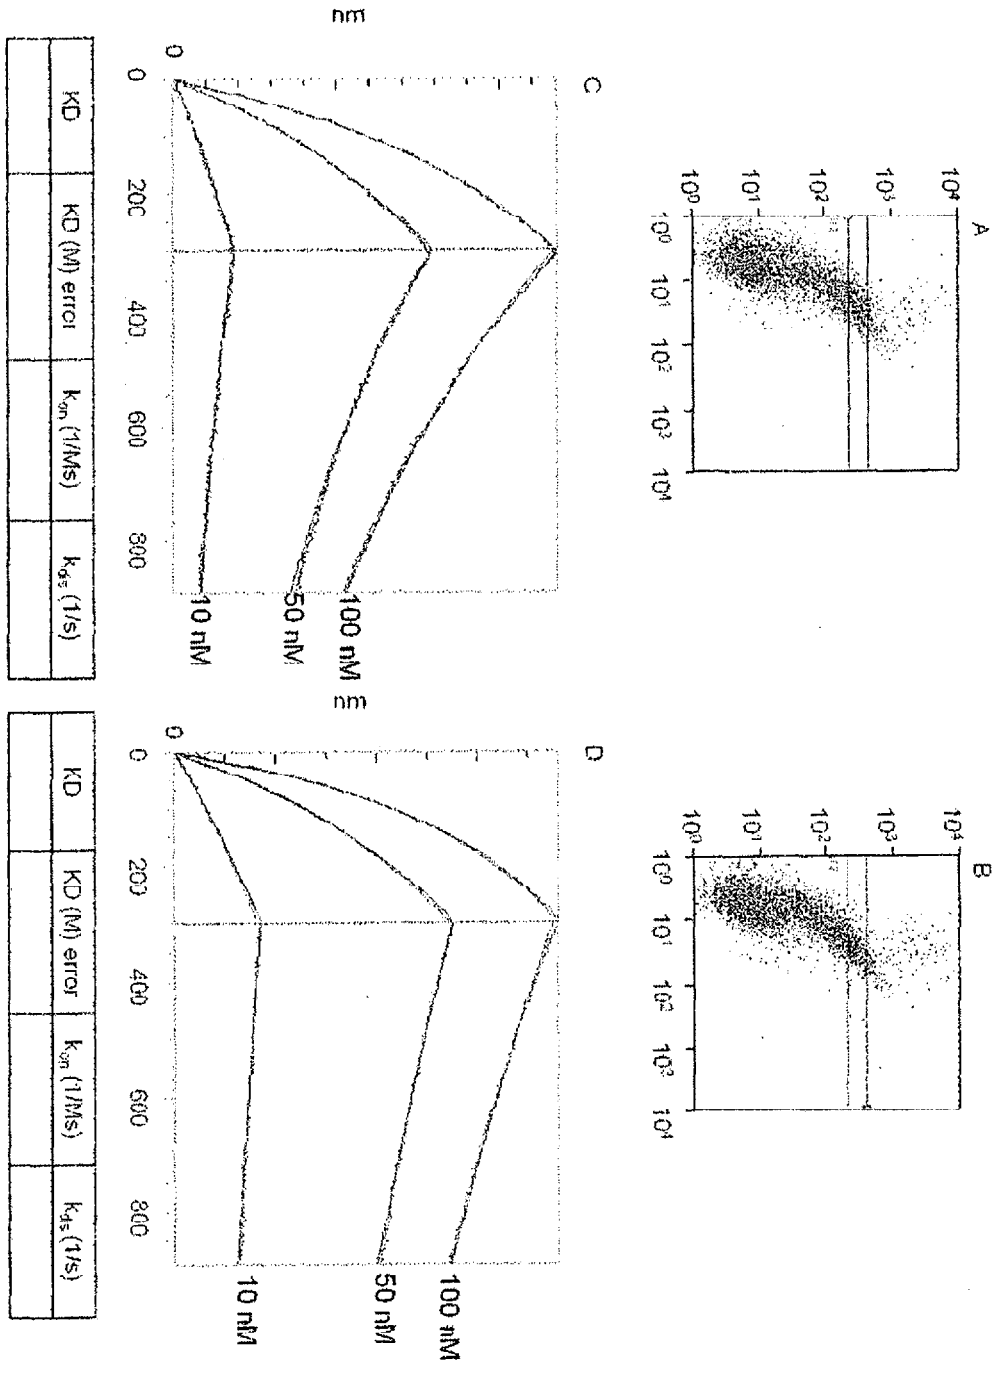 A
10⁴
10³
10²
10¹
10⁰
10⁰ 10¹ 10² 10³ 10⁴
B
10⁴
10³
10²
10¹
10⁰
10⁰ 10¹ 10² 10³ 10⁴
C
nm
0
0 200 400 600 800
100 nM
50 nM
10 nM
D
nm
0
0 200 400 600 800
100 nM
50 nM
10 nM
KD KD (M) error kon (1/Ms) kdis (1/s)
KD KD (M) error kon (1/Ms) kdis (1/s)